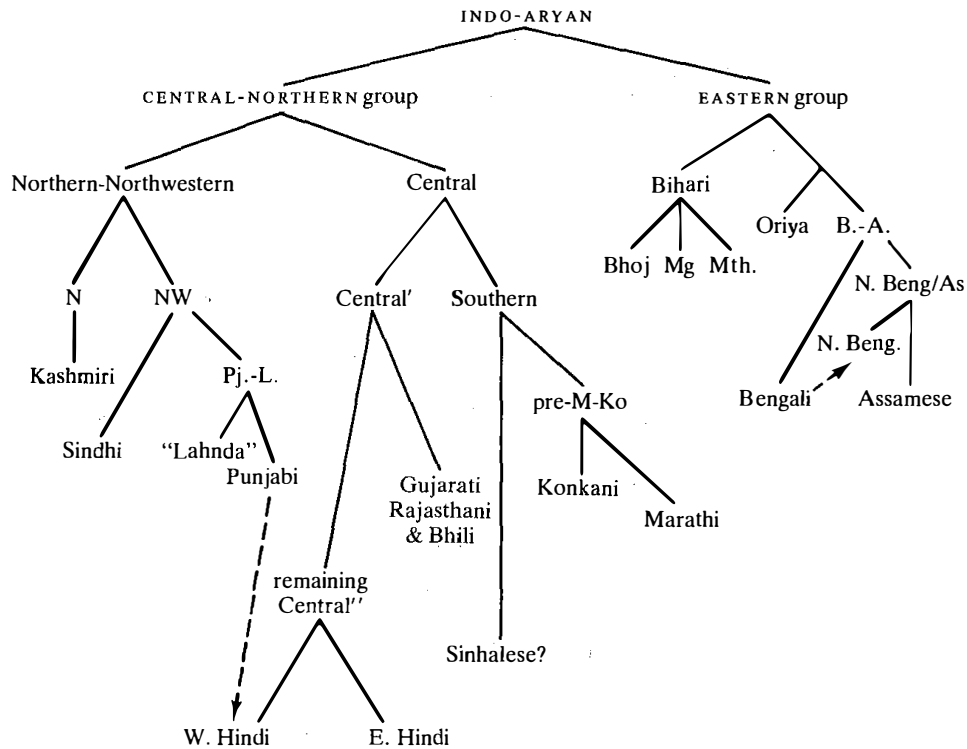 INDO-ARYAN
CENTRAL-NORTHERN group
EASTERN group
Northern-Northwestern
Central
Bihari
Oriya
B.-A.
Bhoj Mg Mth.
N. Beng/As
N
NW
Central′
Southern
N. Beng.
Kashmiri
Pj.-L.
Bengali
Assamese
pre-M-Ko
Sindhi
“Lahnda”
Punjabi
Gujarati
Rajasthani
& Bhili
Konkani
Marathi
remaining
Central′′
Sinhalese?
W. Hindi
E. Hindi